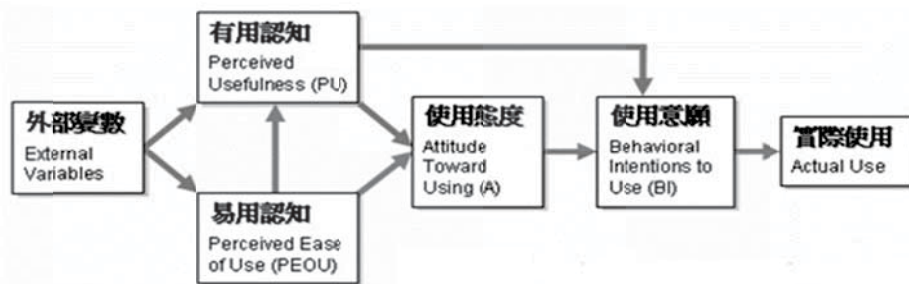 有用認知
Perceived
Usefulness (PU)
外部變數
External
Variables
使用態度
Attitude
Toward
Using (A)
使用意願
Behavioral
Intentions to
Use (BI)
實際使用
Actual Use
易用認知
Perceived Ease
of Use (PEOU)